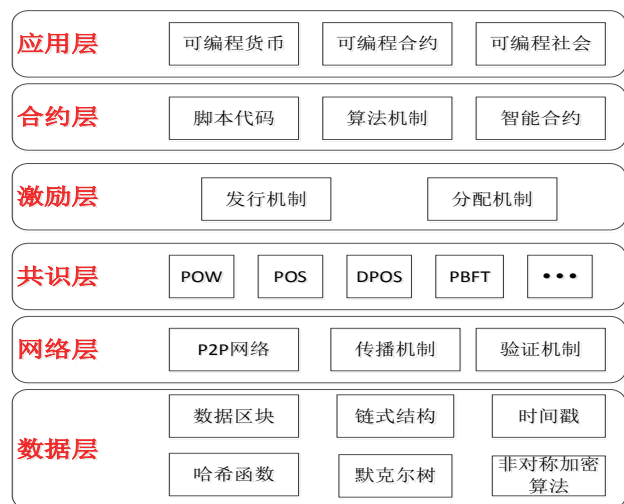 应用层 可编程货币 可编程合约 可编程社会
合约层 脚本代码 算法机制 智能合约
激励层 发行机制 分配机制
共识层 POW POS DPOS PBFT •••
网络层 P2P网络 传播机制 验证机制
数据层
数据区块 链式结构 时间戳
哈希函数 默克尔树 非对称加密
算法